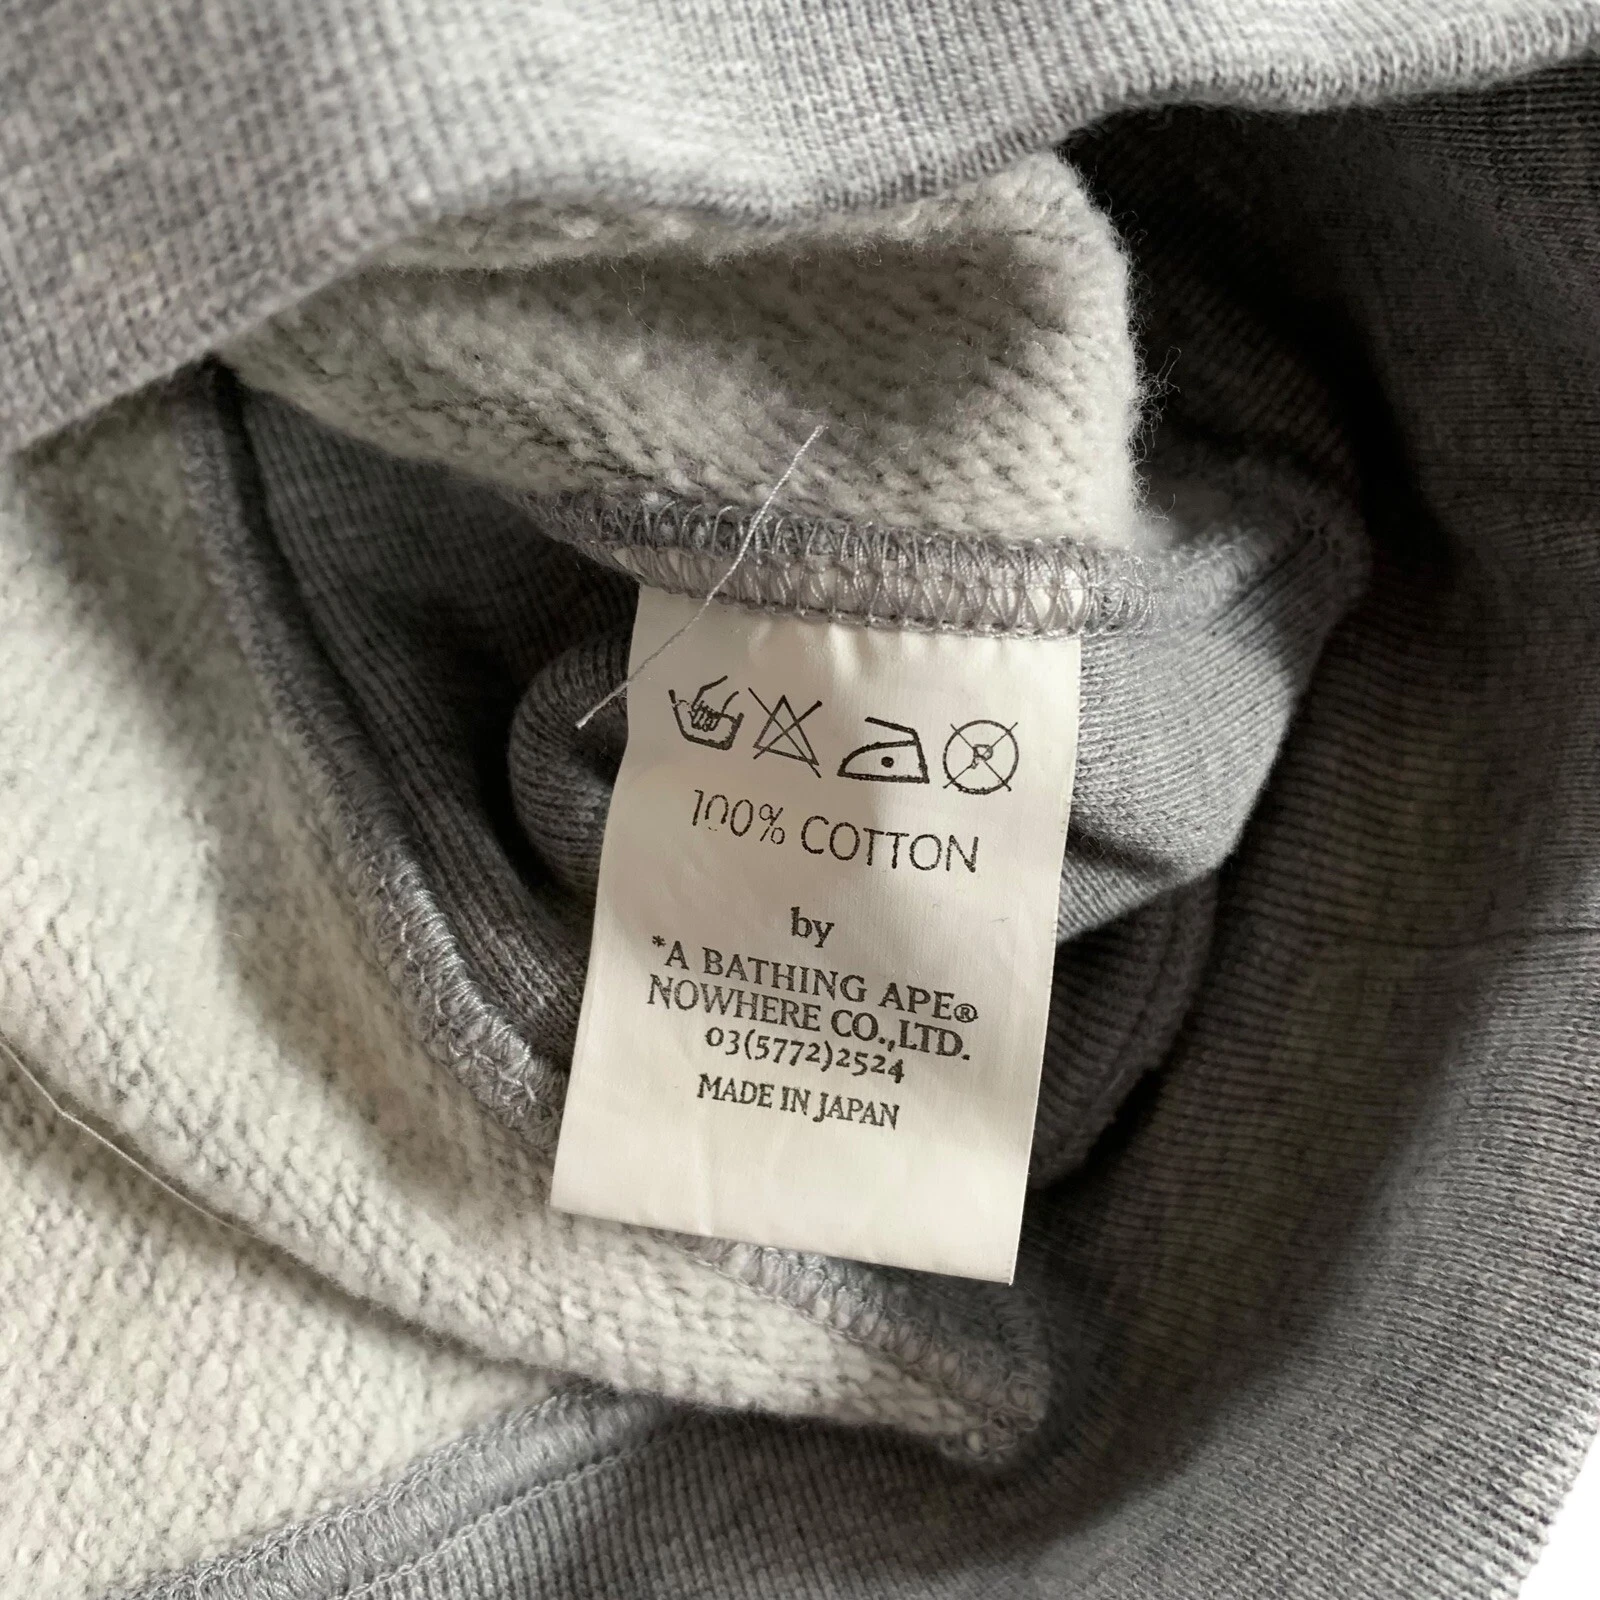 P
100% COTTON
by
*A BATHING APE®
NOWHERE CO.,LTD.
03(5772)2524
MADE IN JAPAN